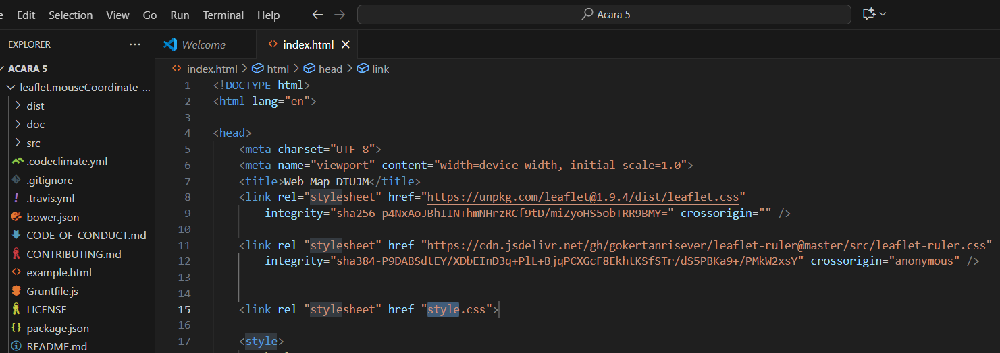 e Edit Selection View Go Run Terminal Help
Acara 5
EXPLORER ...
ACARA 5
leaflet.mouseCoordinate-...
dist
doc
src
.codeclimate.yml
.gitignore
.travis.yml
bower.json
CODE_OF_CONDUCT.md
CONTRIBUTING.md
example.html
Gruntfile.js
LICENSE
package.json
README.md
Welcome
index.html
index.html > html > head > link
1 <!DOCTYPE html>
2 <html lang="en">
3
4 <head>
5 <meta charset="UTF-8">
6 <meta name="viewport" content="width=device-width, initial-scale=1.0">
7 <title>Web Map DTUJM</title>
8 <link rel="stylesheet" href="https://unpkg.com/leaflet@1.9.4/dist/leaflet.css"
9 integrity="sha256-p4NxAoJBhIIN+hmNHrzRCf9tD/miZyoHS5obTRR9BMY=" crossorigin="" />
10
11 <link rel="stylesheet" href="https://cdn.jsdelivr.net/gh/gokertanrisever/leaflet-ruler@master/src/leaflet-ruler.css"
12 integrity="sha384-P9DABSdtEY/XDbEInD3q+PlL+BjqPCXGcF8EkhtKSfSTr/dS5PBKa9+/PMkW2xsY" crossorigin="anonymous" />
13
14
15 <link rel="stylesheet" href="style.css">
16
17 <style>